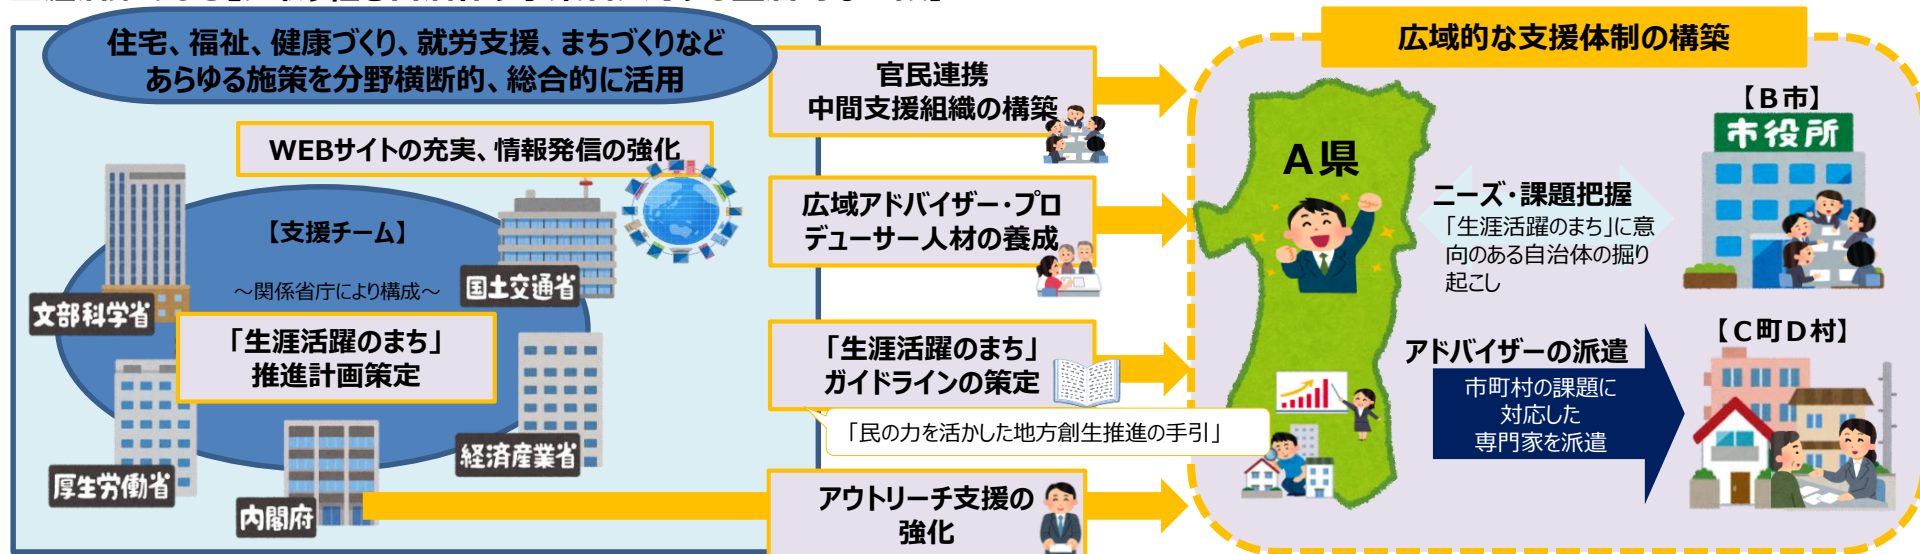 住宅、福祉、健康づくり、就労支援、まちづくりなど
あらゆる施策を分野横断的、総合的に活用
WEBサイトの充実、情報発信の強化
【支援チーム】
～関係省庁により構成～
文部科学省
国土交通省
「生涯活躍のまち」
推進計画策定
厚生労働省
内閣府
経済産業省
官民連携
中間支援組織の構築
広域アドバイザー・プロ
デューサー人材の養成
「生涯活躍のまち」
ガイドラインの策定
「民の力を活かした地方創生推進の手引」
アウトリーチ支援の
強化
広域的な支援体制の構築
A県
【B市】
市役所
ニーズ・課題把握
「生涯活躍のまち」に意
向のある自治体の掘り
起こし
【C町D村】
アドバイザーの派遣
市町村の課題に
対応した
専門家を派遣